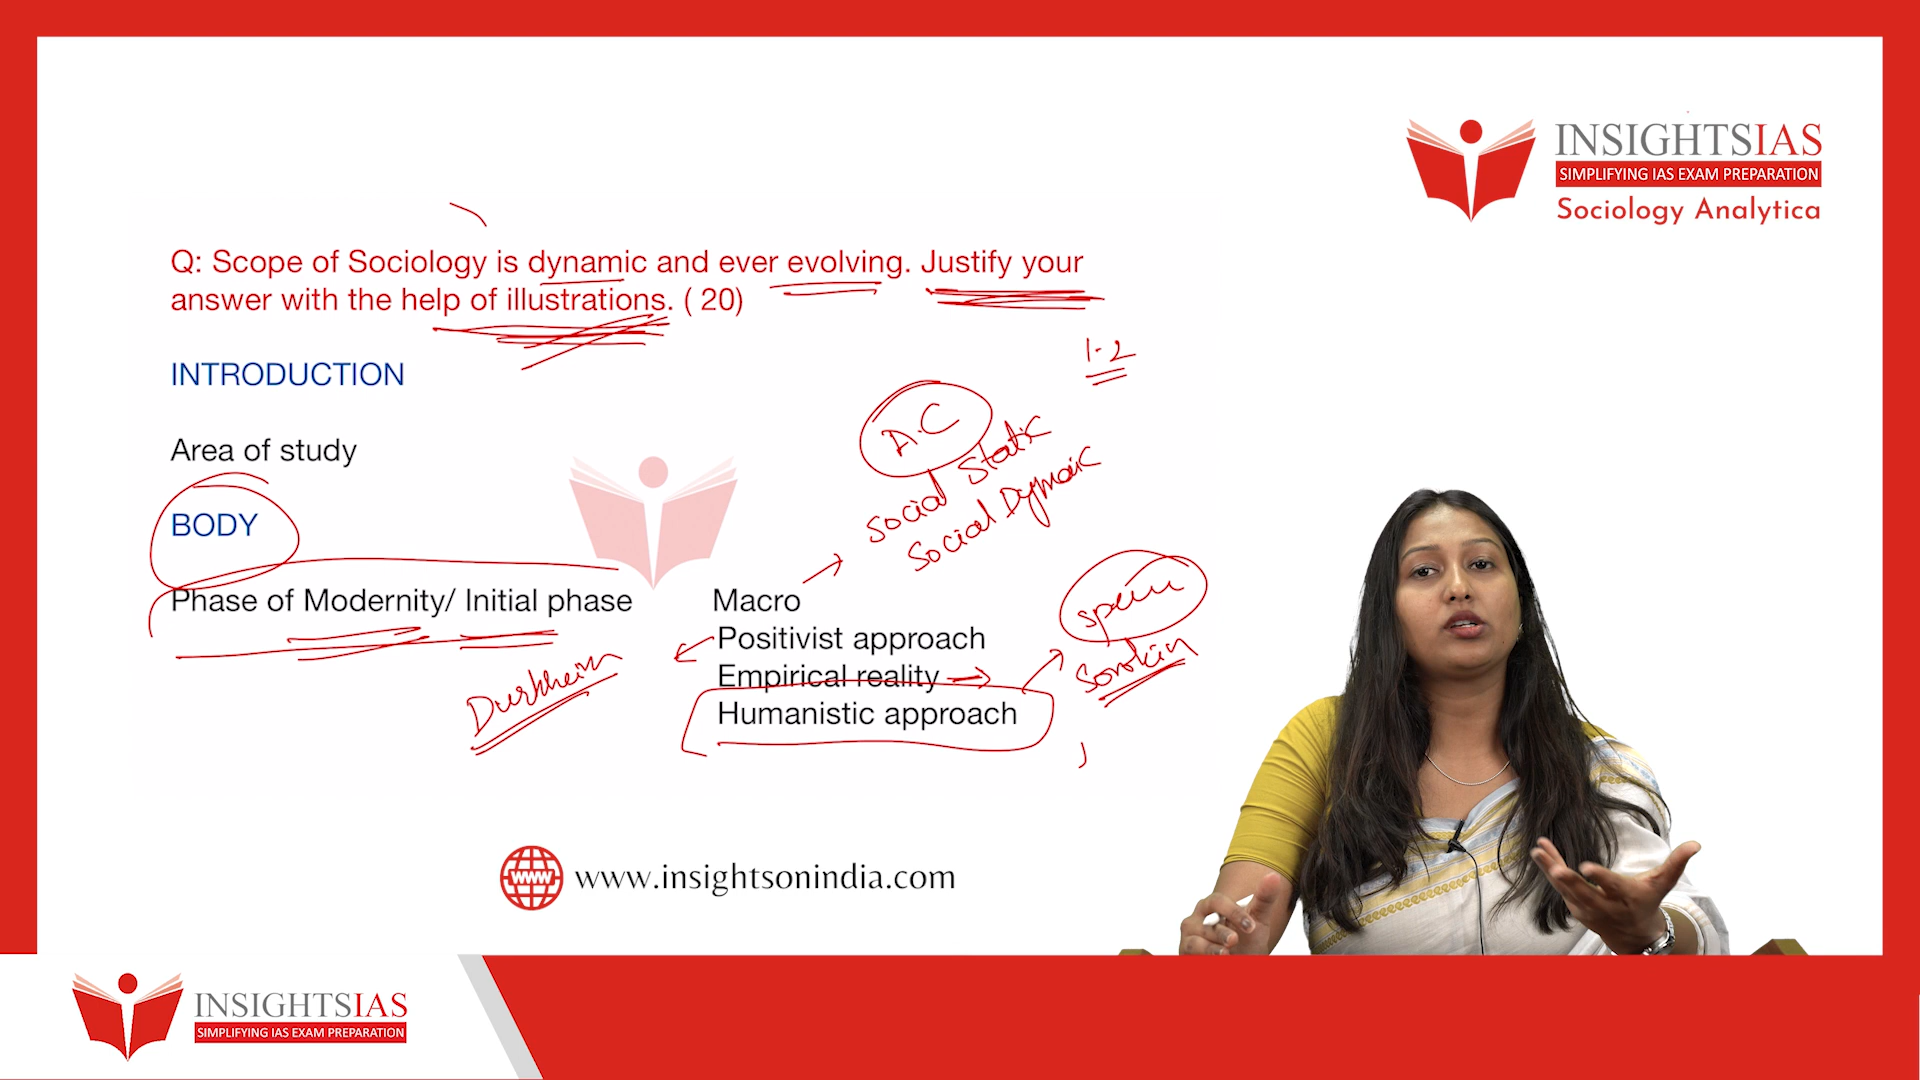 INSIGHTSIAS
SIMPLIFYING IAS EXAM PREPARATION
Sociology Analytica
Q: Scope of Sociology is dynamic and ever evolving. Justify your
answer with the help of illustrations. ( 20)
1-2
INTRODUCTION
A.C
Area of study
Social Static
Social Dymaic
BODY
Phase of Modernity/ Initial phase
Macro
Positivist approach
Empirical reality
Humanistic approach
Durkheim
Sorokin
www
www.insightsonindia.com
INSIGHTSIAS
SIMPLIFYING IAS EXAM PREPARATION